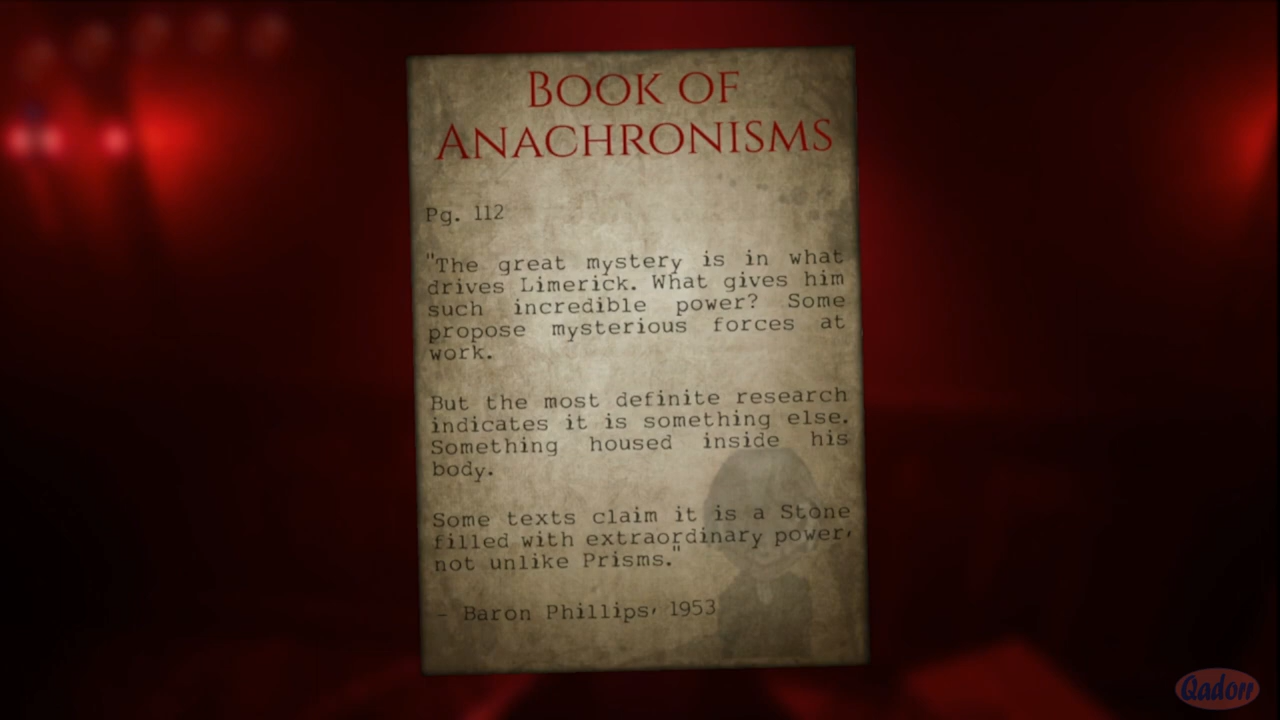 BOOK OF
ANACHRONISMS
Pg. 112
"The great mystery is in what
drives Limerick. What gives him
such incredible power? Some
propose mysterious forces at
work.
But the most definite research
indicates it is something else.
Something housed inside his
body.
Some texts claim it is a Stone
filled with extraordinary power,
not unlike Prisms."
- Baron Phillips, 1953
Qadorr